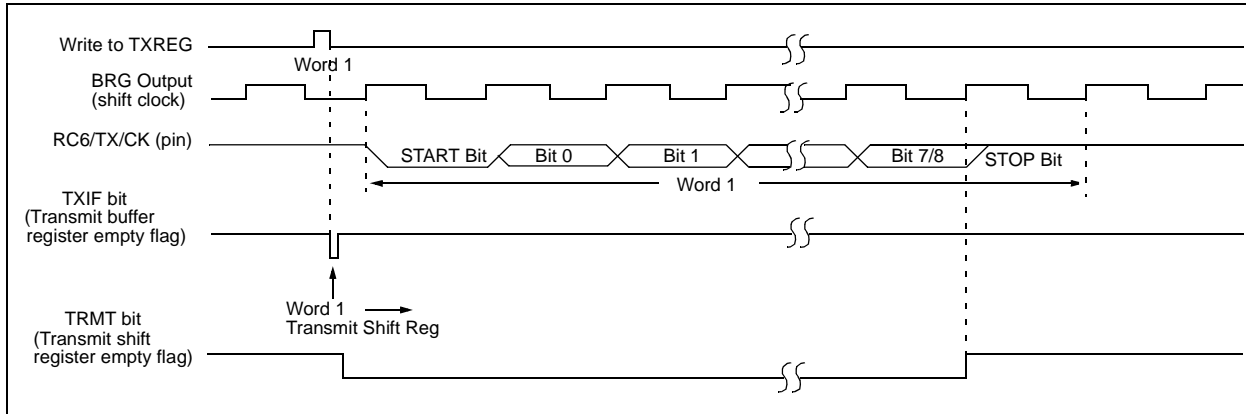 Write to TXREG
Word 1
BRG Output
(shift clock)
RC6/TX/CK (pin)
START Bit
Bit 0
Bit 1
Bit 7/8
STOP Bit
Word 1
TXIF bit
(Transmit buffer
register empty flag)
Word 1
Transmit Shift Reg
TRMT bit
(Transmit shift
register empty flag)